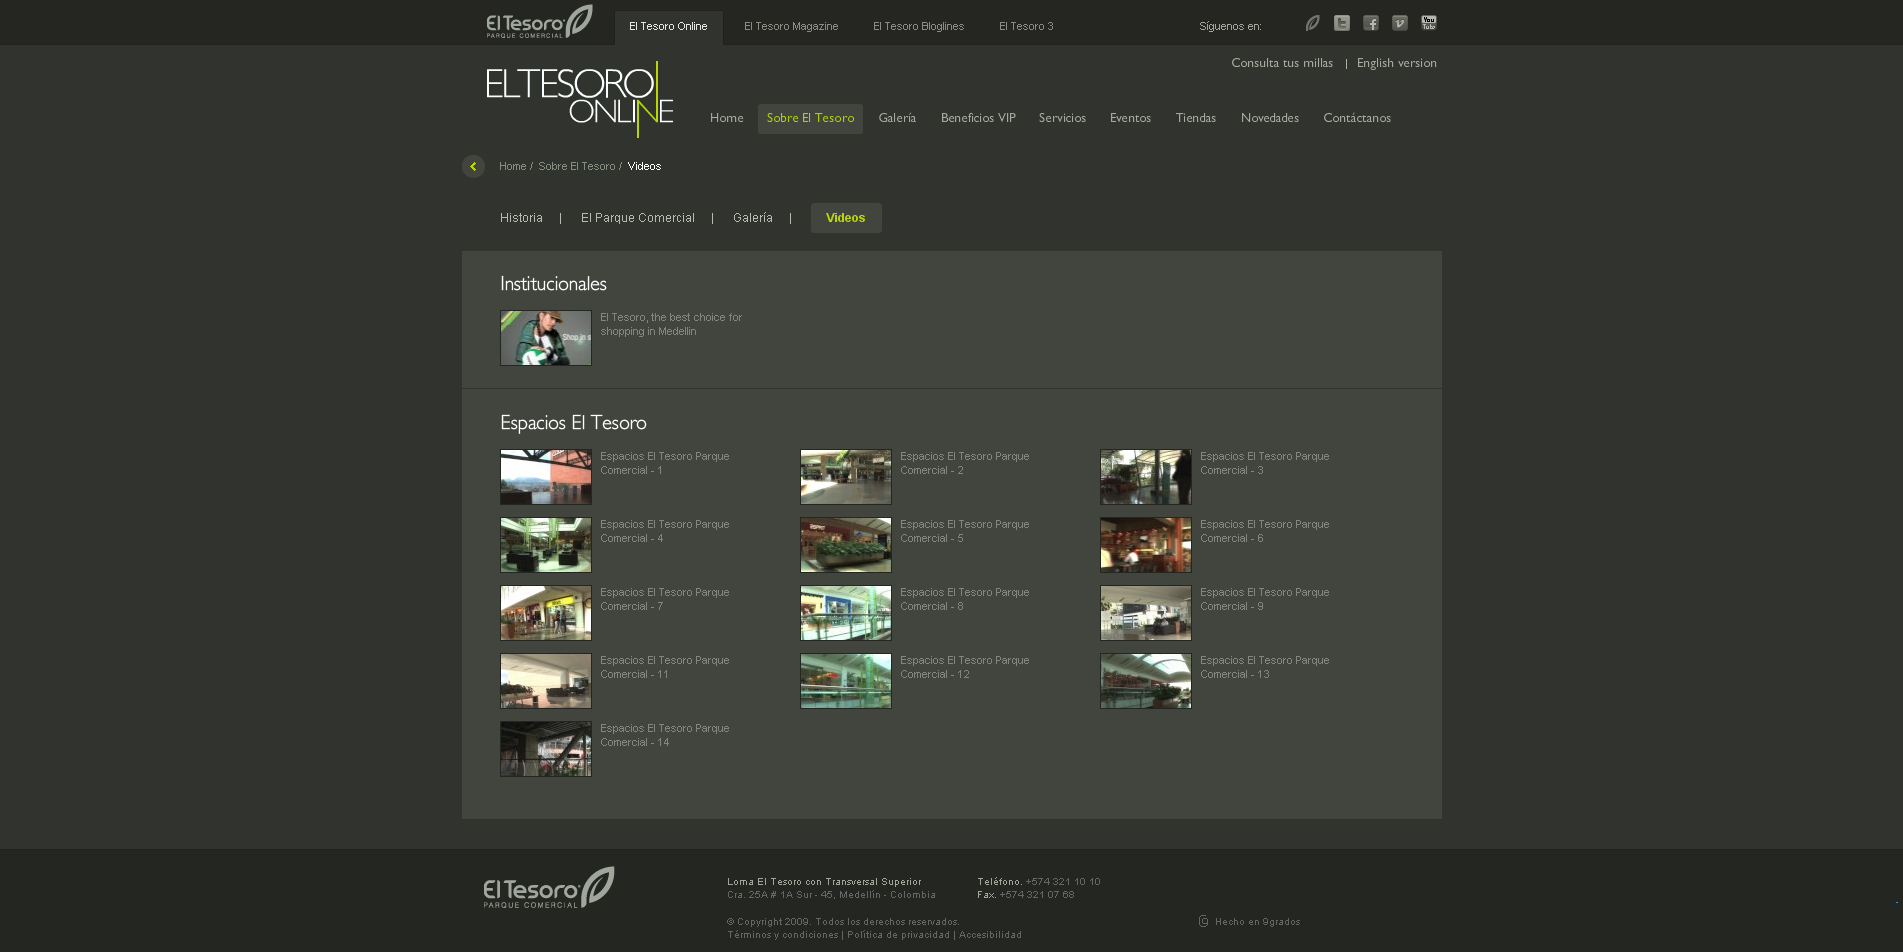 El Tesoro
PARQUE COMERCIAL
El Tesoro Online
El Tesoro Magazine
El Tesoro Bloglines
El Tesoro 3
Síguenos en:
You Tube
Consulta tus millas | English version
EL TESORO
ONLINE
Home
Sobre El Tesoro
Galería
Beneficios VIP
Servicios
Eventos
Tiendas
Novedades
Contáctanos
Home / Sobre El Tesoro / Videos
Historia | El Parque Comercial | Galería | Videos
Institucionales
Shop in s
El Tesoro, the best choice for
shopping in Medellin
Espacios El Tesoro
Espacios El Tesoro Parque
Comercial - 1
Espacios El Tesoro Parque
Comercial - 2
Espacios El Tesoro Parque
Comercial - 3
Espacios El Tesoro Parque
Comercial - 4
Espacios El Tesoro Parque
Comercial - 5
Espacios El Tesoro Parque
Comercial - 6
Espacios El Tesoro Parque
Comercial - 7
Espacios El Tesoro Parque
Comercial - 8
Espacios El Tesoro Parque
Comercial - 9
Espacios El Tesoro Parque
Comercial - 11
Espacios El Tesoro Parque
Comercial - 12
Espacios El Tesoro Parque
Comercial - 13
Espacios El Tesoro Parque
Comercial - 14
El Tesoro
PARQUE COMERCIAL
Loma El Tesoro con Transversal Superior
Cra. 25A # 1A Sur - 45, Medellín - Colombia
Teléfono. +574 321 10 10
Fax. +574 321 07 68
© Copyright 2009. Todos los derechos reservados.
Términos y condiciones | Política de privacidad | Accesibilidad
Hecho en 9grados